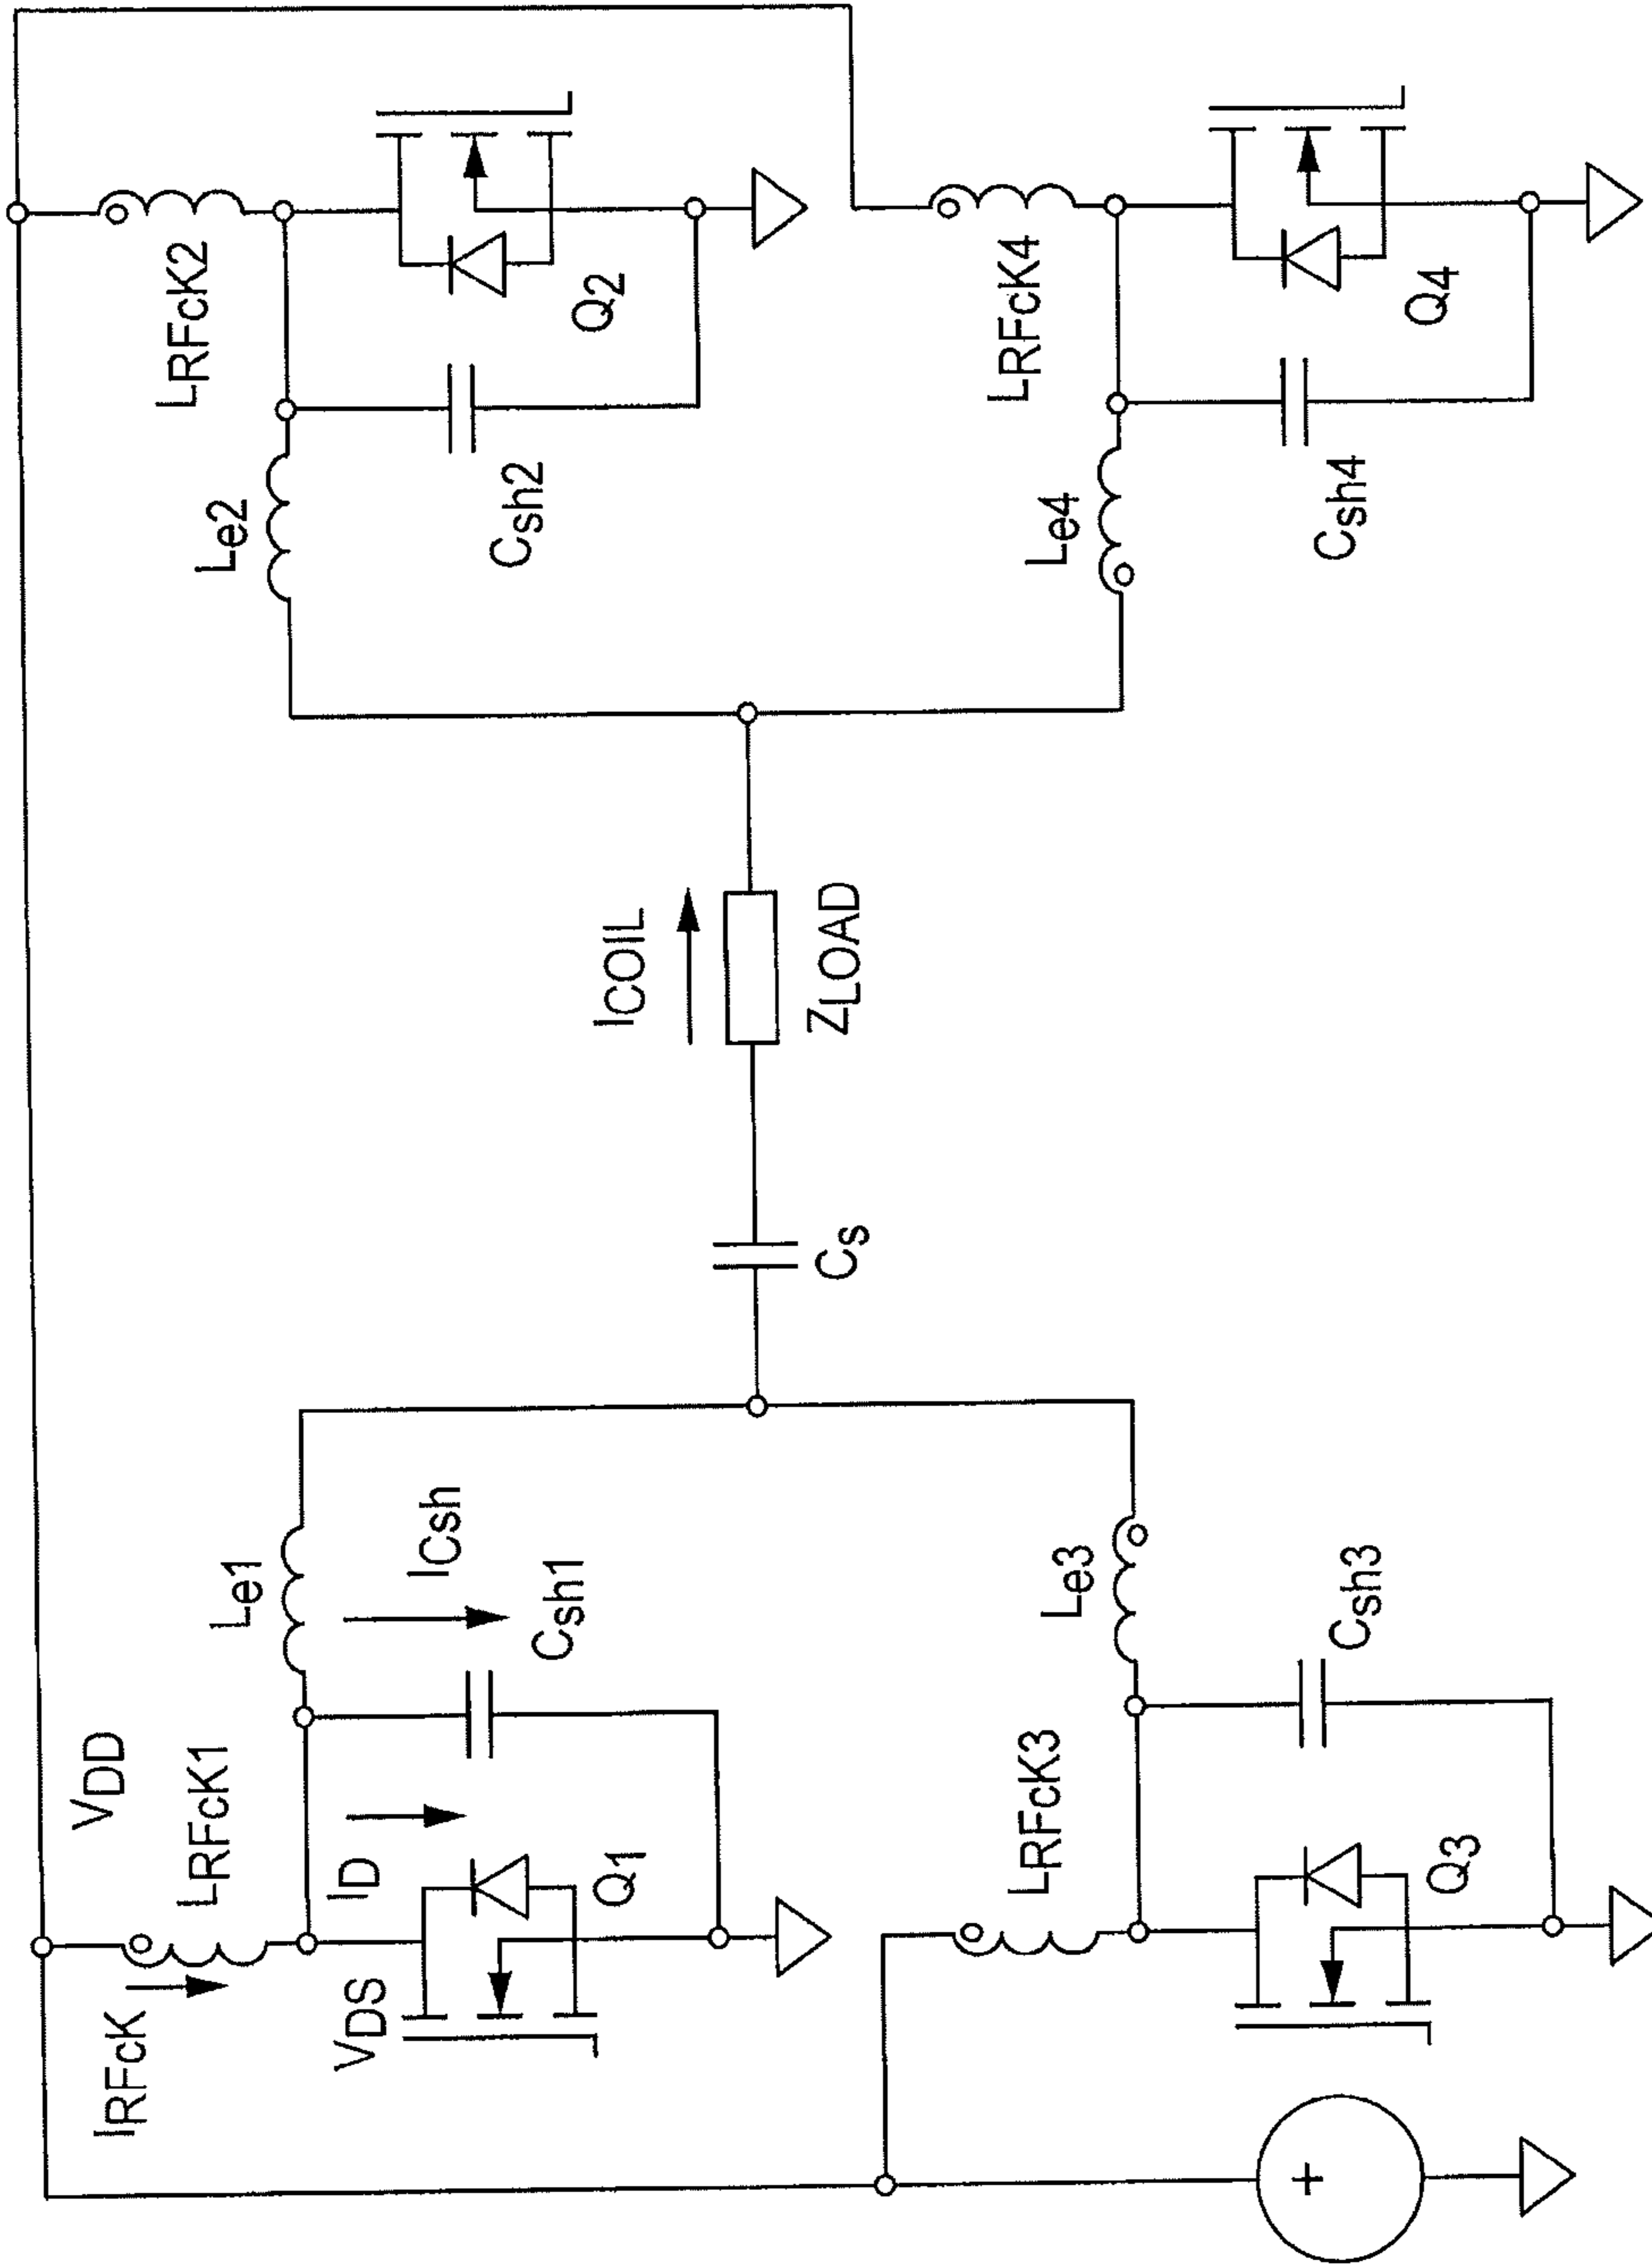 VDD
IRFcK
LRFcK1
ID
VDS
Q1
Le1
ICsh
Csh1
LRFcK3
Q3
Le3
Csh3
+
Cs
ICOIL
ZLOAD
LRFcK2
Le2
Csh2
Q2
LRFcK4
Le4
Csh4
Q4